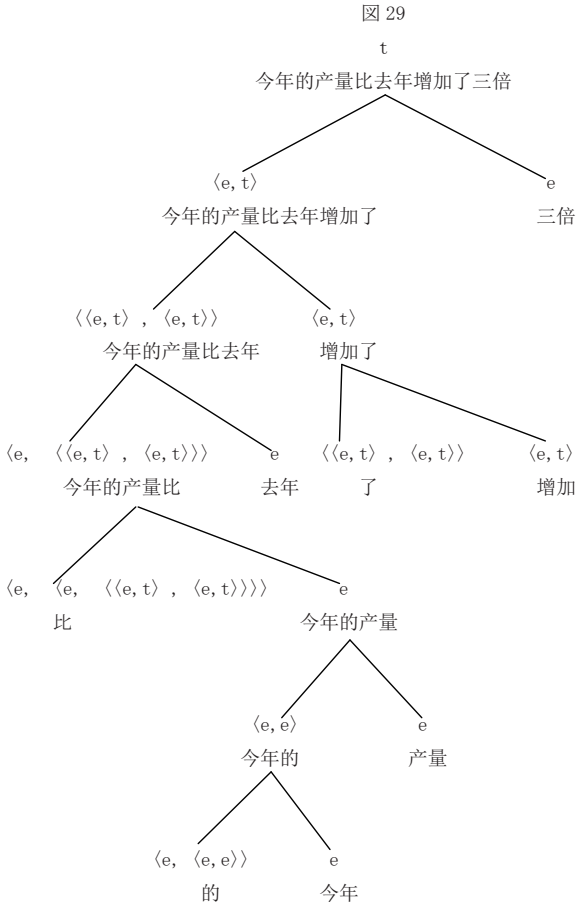 図 29
t
今年的产量比去年增加了三倍
〈e,t〉 e
今年的产量比去年增加了 三倍
〈〈e,t〉, 〈e,t〉〉 〈e,t〉
今年的产量比去年 增加了
〈e, 〈〈e,t〉, 〈e,t〉〉〉 e 〈〈e,t〉, 〈e,t〉〉 〈e,t〉
今年的产量比 去年 了 增加
〈e, 〈e, 〈〈e,t〉, 〈e,t〉〉〉〉 e
比 今年的产量
〈e,e〉 e
今年的 产量
〈e, 〈e,e〉〉 e
的 今年